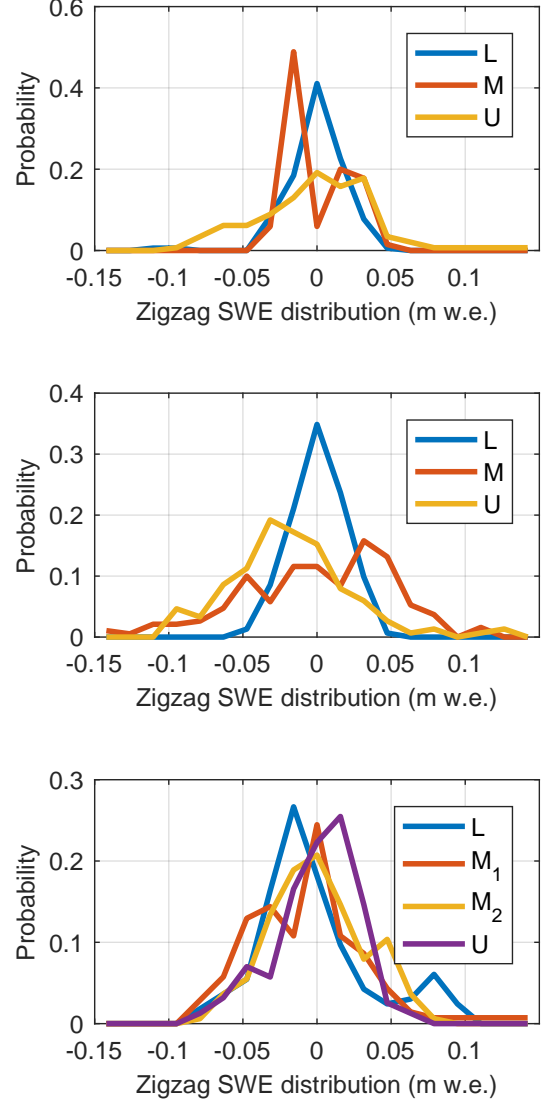 0.6
0.4
0.2
0
Probability
L
M
U
-0.15 -0.1 -0.05 0 0.05 0.1
Zigzag SWE distribution (m w.e.)
0.4
0.3
0.2
0.1
0
Probability
L
M
U
-0.15 -0.1 -0.05 0 0.05 0.1
Zigzag SWE distribution (m w.e.)
0.3
0.2
0.1
0
Probability
L
M₁
M₂
U
-0.15 -0.1 -0.05 0 0.05 0.1
Zigzag SWE distribution (m w.e.)